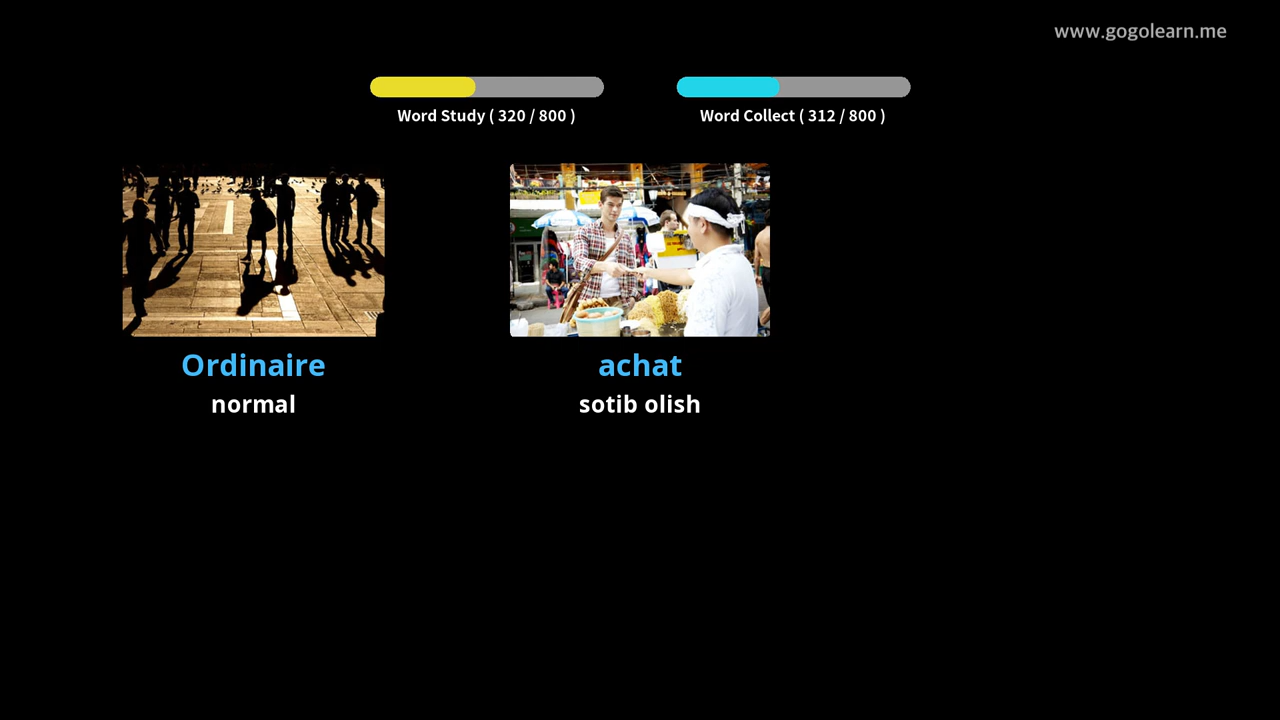 www.gogolearn.me
Word Study ( 320 / 800 )
Word Collect ( 312 / 800 )
Ordinaire
normal
achat
sotib olish